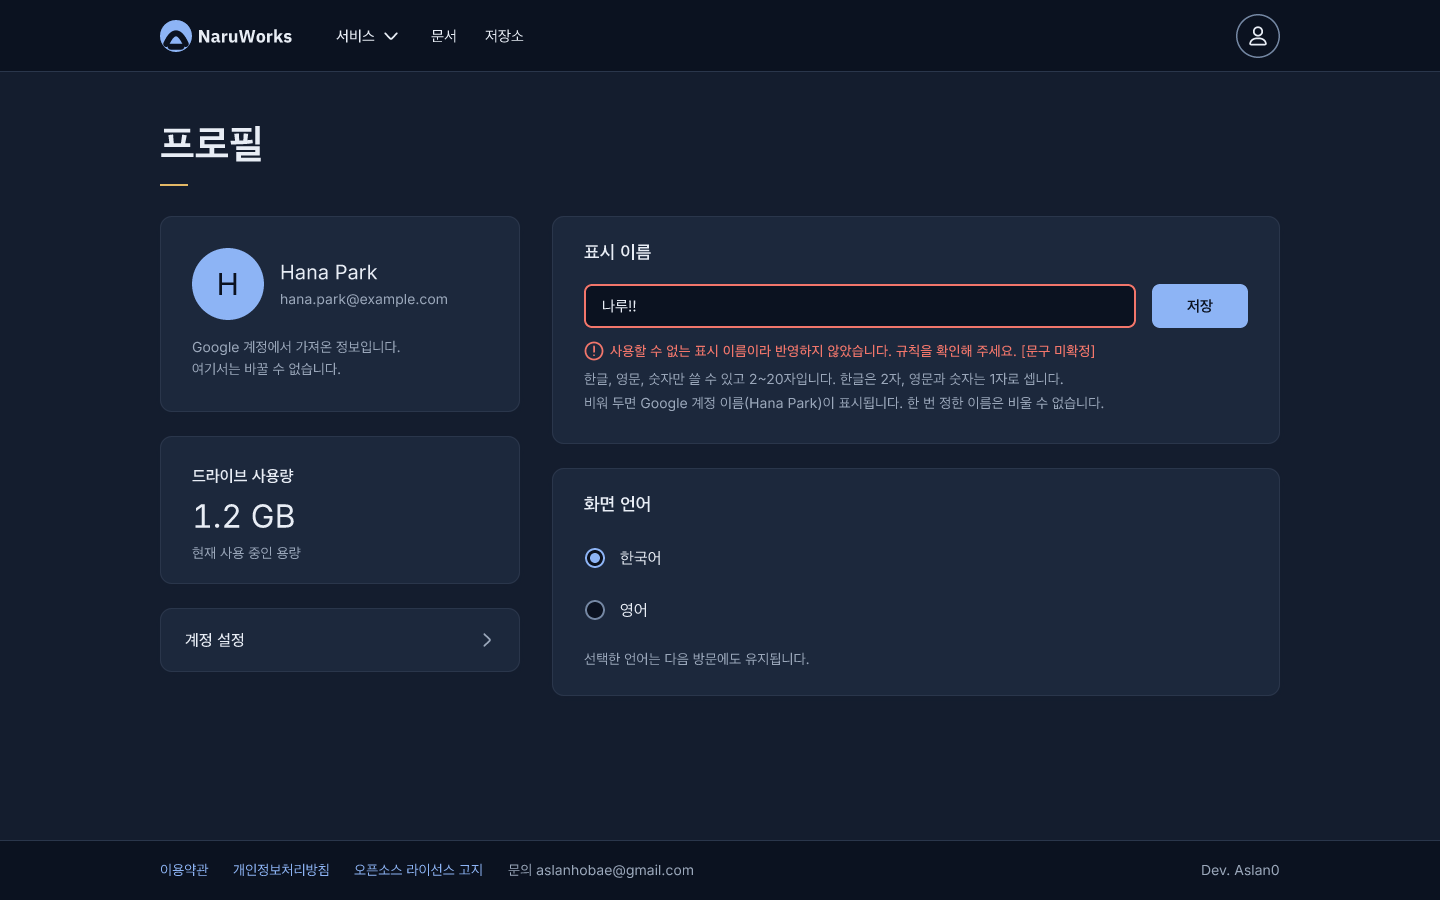 NaruWorks
서비스
문서
저장소
프로필
H
Hana Park
hana.park@example.com
Google 계정에서 가져온 정보입니다.
여기서는 바꿀 수 없습니다.
드라이브 사용량
1.2 GB
현재 사용 중인 용량
계정 설정
표시 이름
나루!!
저장
사용할 수 없는 표시 이름이라 반영하지 않았습니다. 규칙을 확인해 주세요. [문구 미확정]
한글, 영문, 숫자만 쓸 수 있고 2~20자입니다. 한글은 2자, 영문과 숫자는 1자로 셉니다.
비워 두면 Google 계정 이름(Hana Park)이 표시됩니다. 한 번 정한 이름은 비울 수 없습니다.
화면 언어
한국어
영어
선택한 언어는 다음 방문에도 유지됩니다.
이용약관
개인정보처리방침
오픈소스 라이선스 고지
문의 aslanhobae@gmail.com
Dev. Aslan0